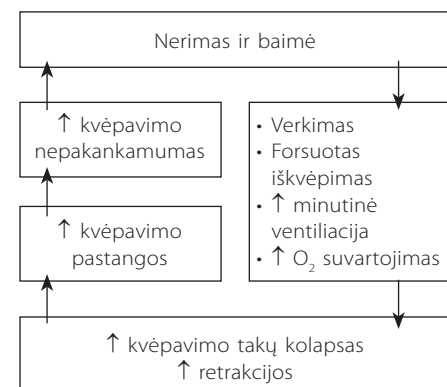 Nerimas ir baimė
↑ kvėpavimo
nepakankamumas
↑ kvėpavimo
pastangos
• Verkimas
• Forsuotas
iškvėpimas
• ↑ minutinė
ventiliacija
• ↑ O₂ suvartojimas
↑ kvėpavimo takų kolapsas
↑ retrakcijos